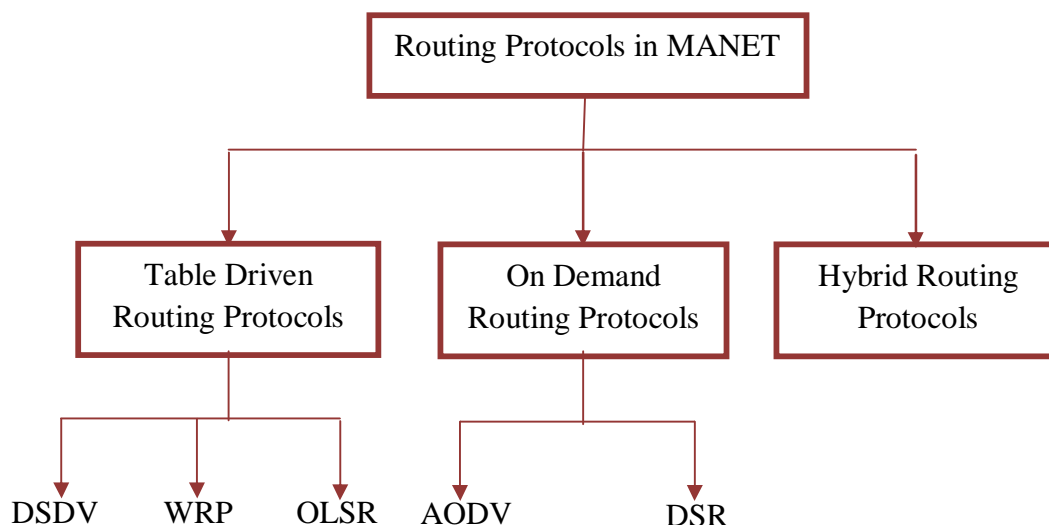 Routing Protocols in MANET
Table Driven
Routing Protocols
On Demand
Routing Protocols
Hybrid Routing
Protocols
DSDV
WRP
OLSR
AODV
DSR